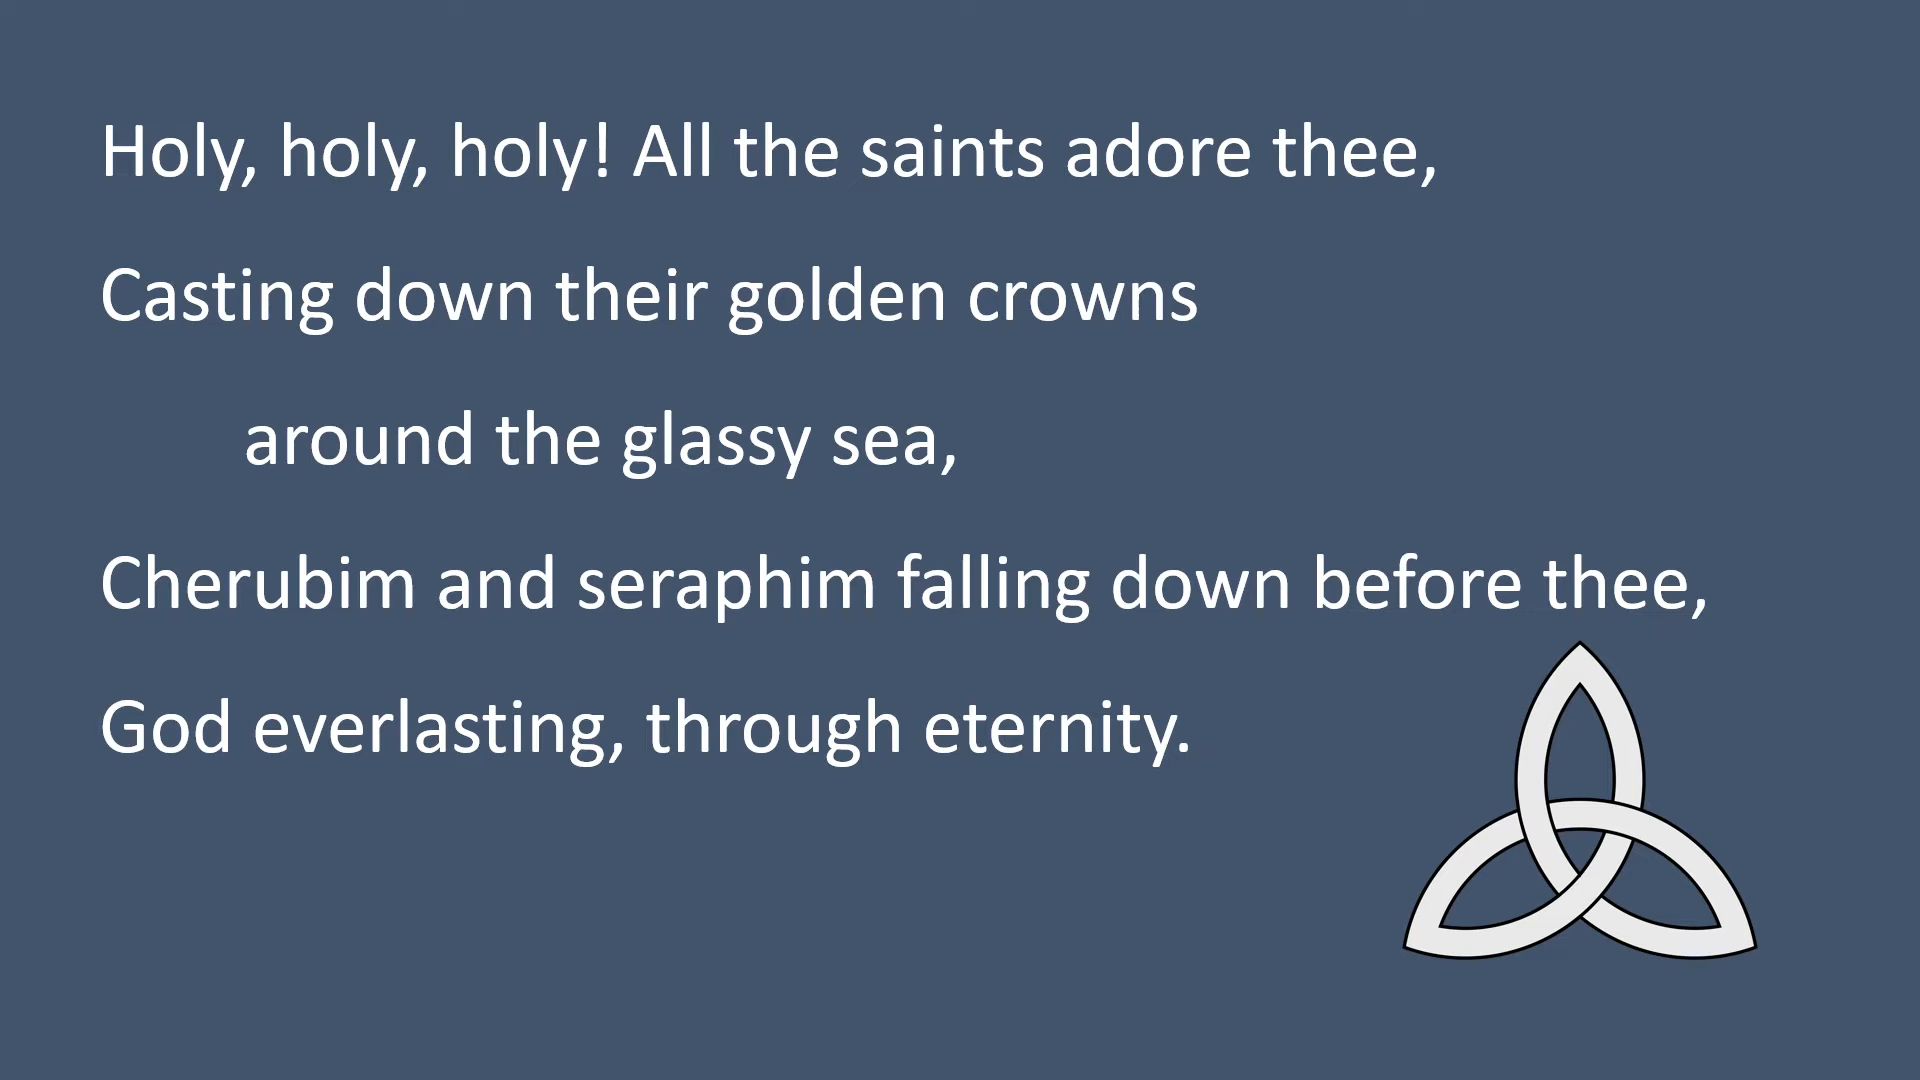 Holy, holy, holy! All the saints adore thee,
Casting down their golden crowns
around the glassy sea,
Cherubim and seraphim falling down before thee,
God everlasting, through eternity.